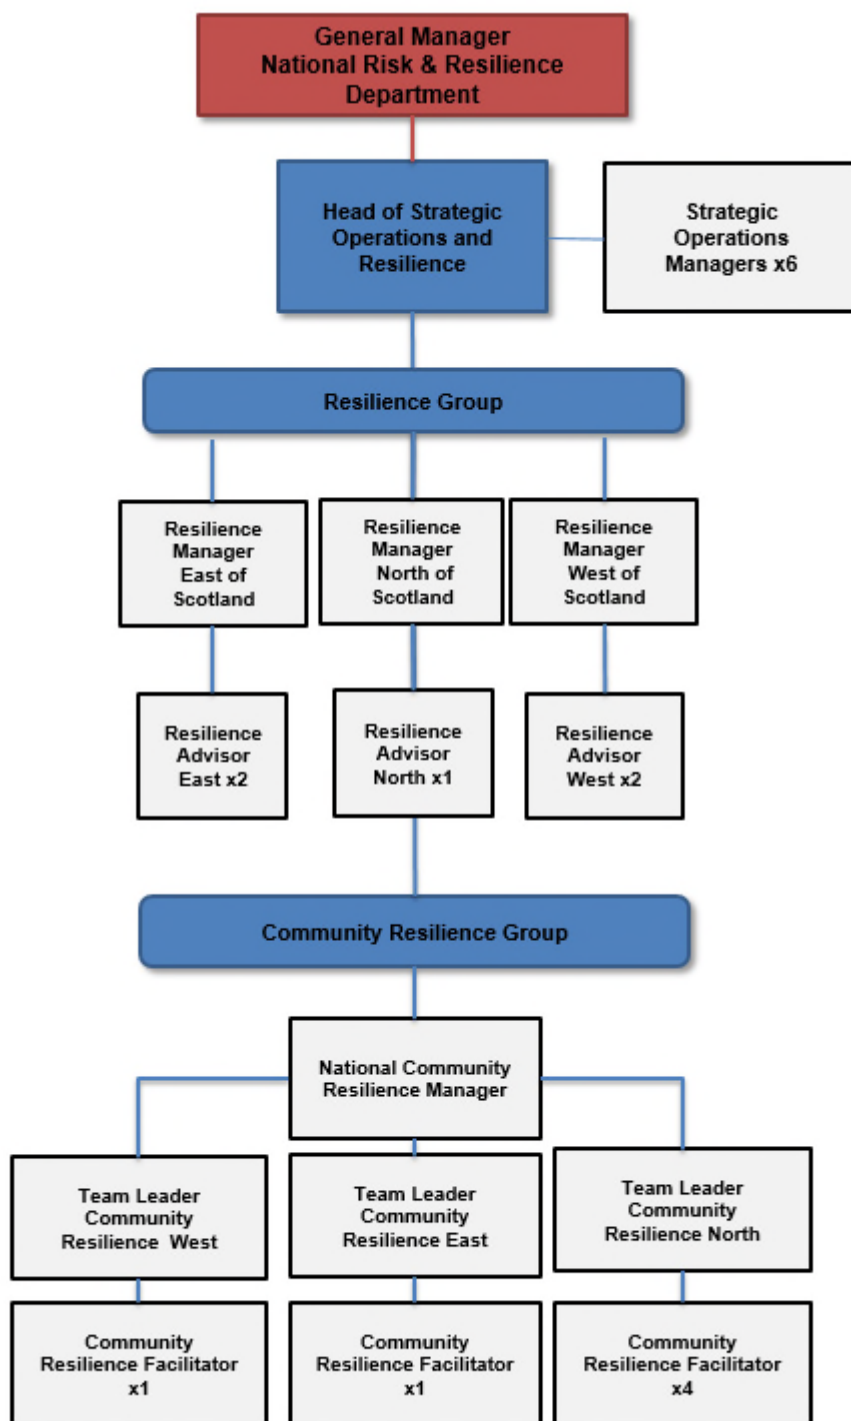 General Manager
National Risk & Resilience
Department
Head of Strategic
Operations and
Resilience
Strategic
Operations
Managers x6
Resilience Group
Resilience
Manager
East of
Scotland
Resilience
Manager
North of
Scotland
Resilience
Manager
West of
Scotland
Resilience
Advisor
East x2
Resilience
Advisor
North x1
Resilience
Advisor
West x2
Community Resilience Group
National Community
Resilience Manager
Team Leader
Community
Resilience West
Team Leader
Community
Resilience East
Team Leader
Community
Resilience North
Community
Resilience Facilitator
x1
Community
Resilience Facilitator
x1
Community
Resilience Facilitator
x4